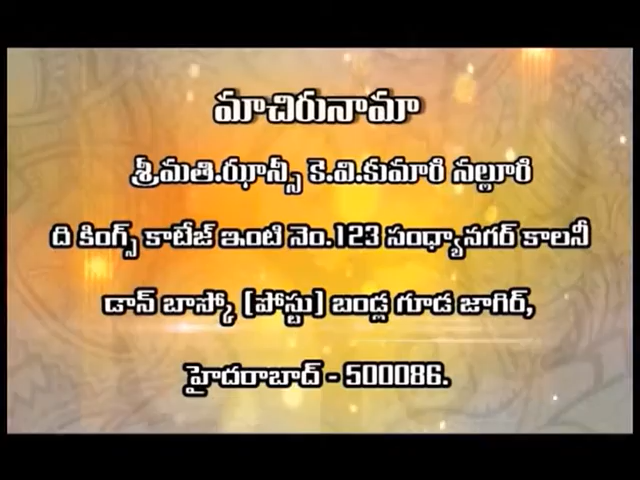 మాచిరునామా
శ్రీమతి.ఝాన్సీ కె.వి.కుమారి నల్లూరి
ది కింగ్స్ కాటేజ్ ఇంటి నెం.123 సంధ్యానగర్ కాలనీ
డాన్ బాస్కో (పోస్టు) బండ్ల గూడ జాగిర్,
హైదరాబాద్ - 500086.